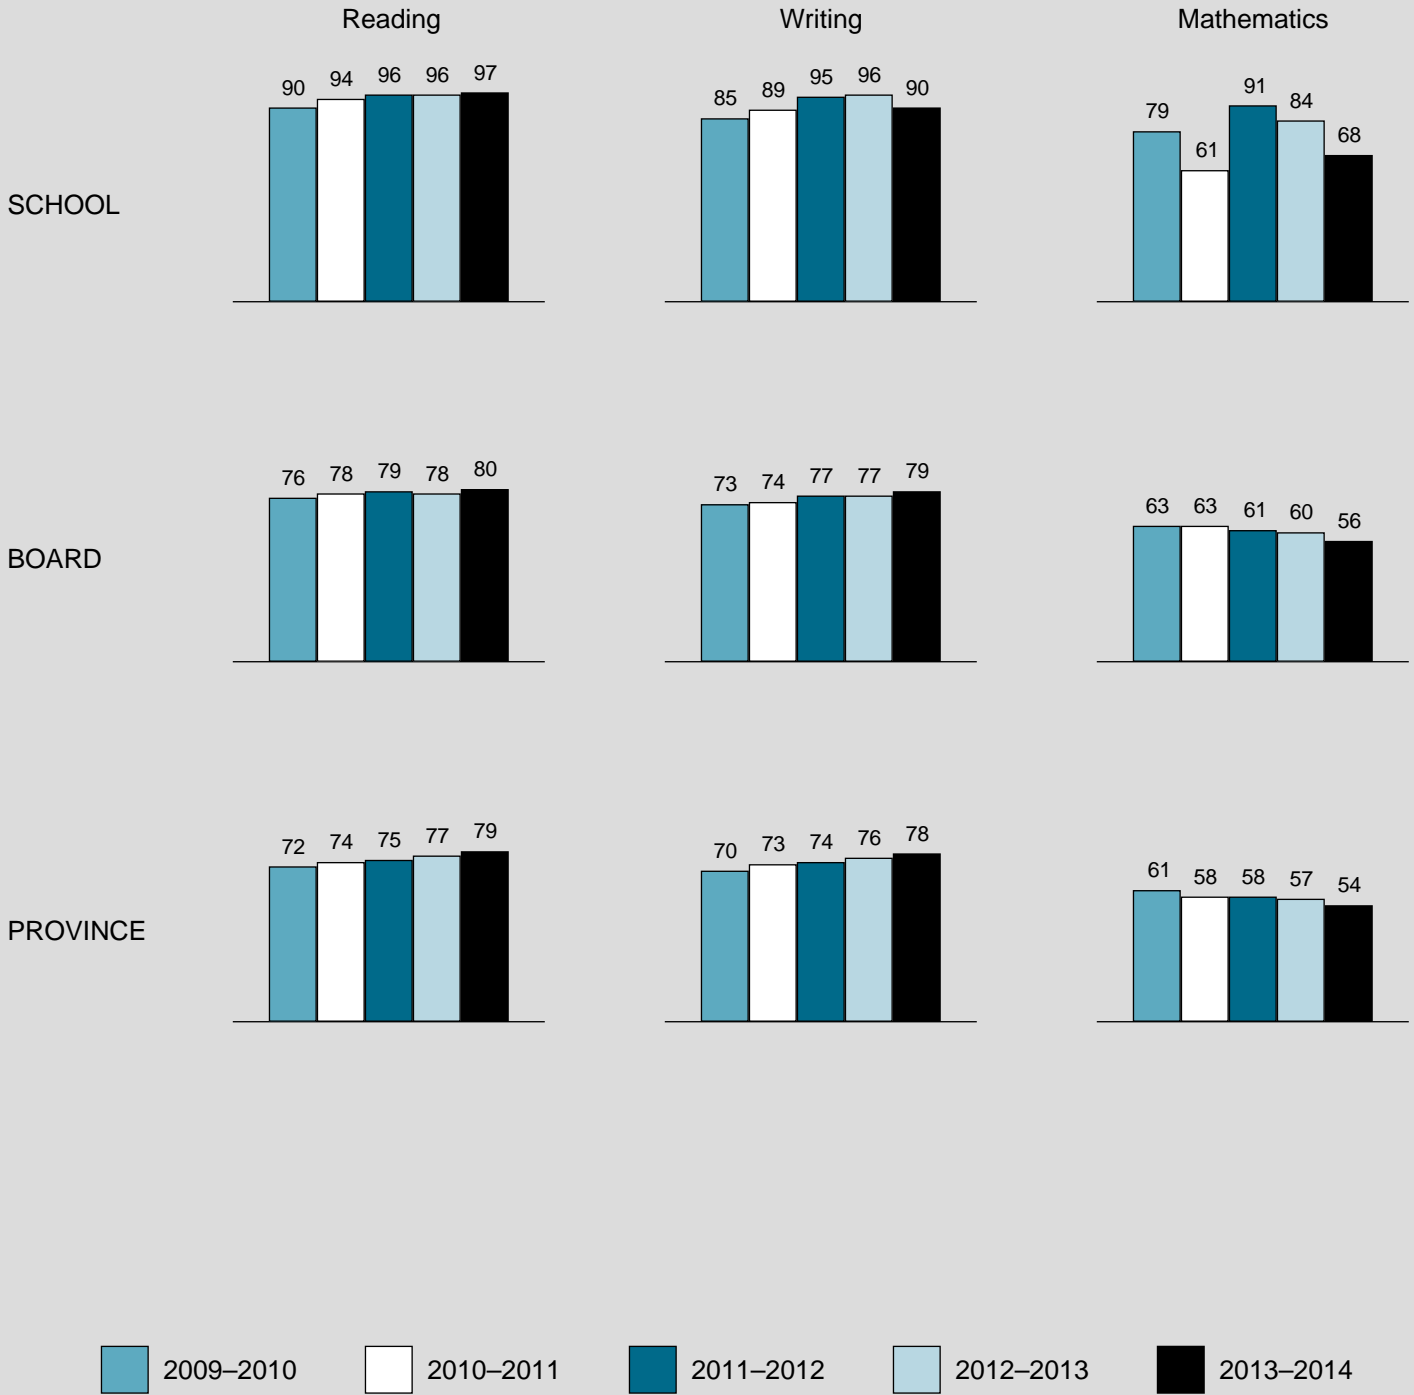 Reading Writing Mathematics
90 94 96 96 97
85 89 95 96 90
79 61 91 84 68
SCHOOL
76 78 79 78 80
73 74 77 77 79
63 63 61 60 56
BOARD
72 74 75 77 79
70 73 74 76 78
61 58 58 57 54
PROVINCE
2009–2010 2010–2011 2011–2012 2012–2013 2013–2014